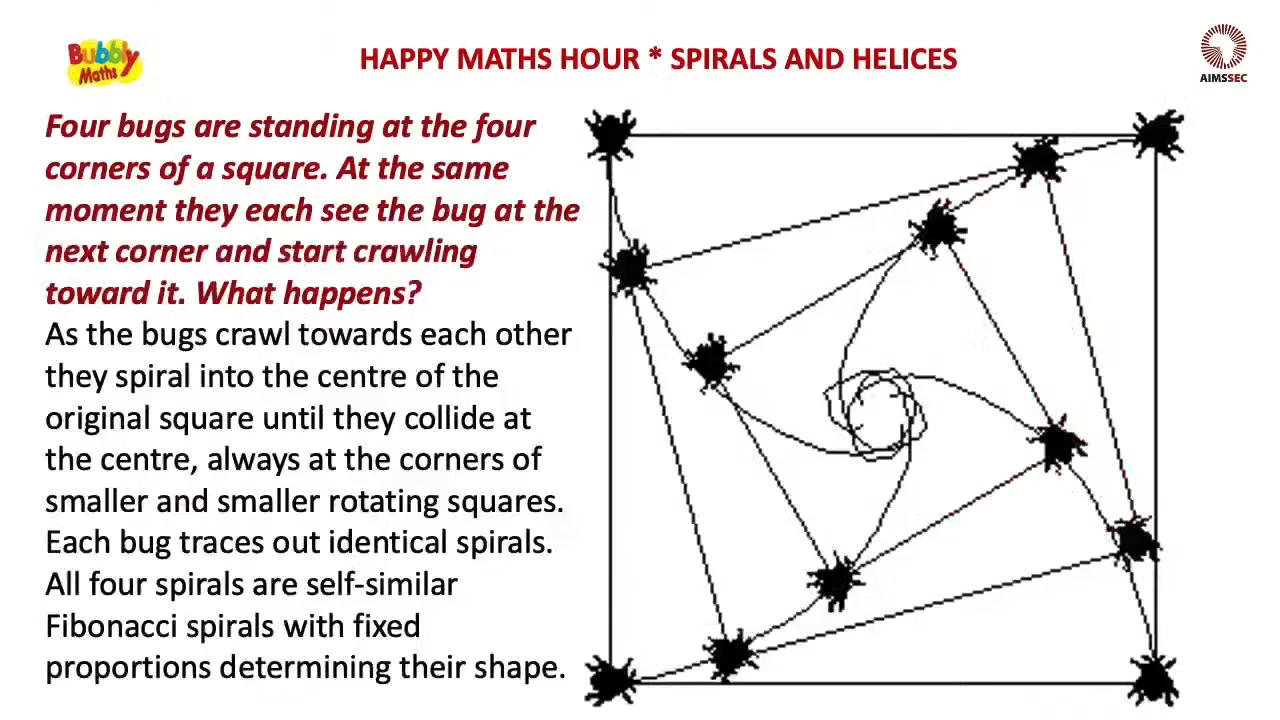 Bubbly
Maths
HAPPY MATHS HOUR * SPIRALS AND HELICES
AIMSSEC
Four bugs are standing at the four
corners of a square. At the same
moment they each see the bug at the
next corner and start crawling
toward it. What happens?
As the bugs crawl towards each other
they spiral into the centre of the
original square until they collide at
the centre, always at the corners of
smaller and smaller rotating squares.
Each bug traces out identical spirals.
All four spirals are self-similar
Fibonacci spirals with fixed
proportions determining their shape.